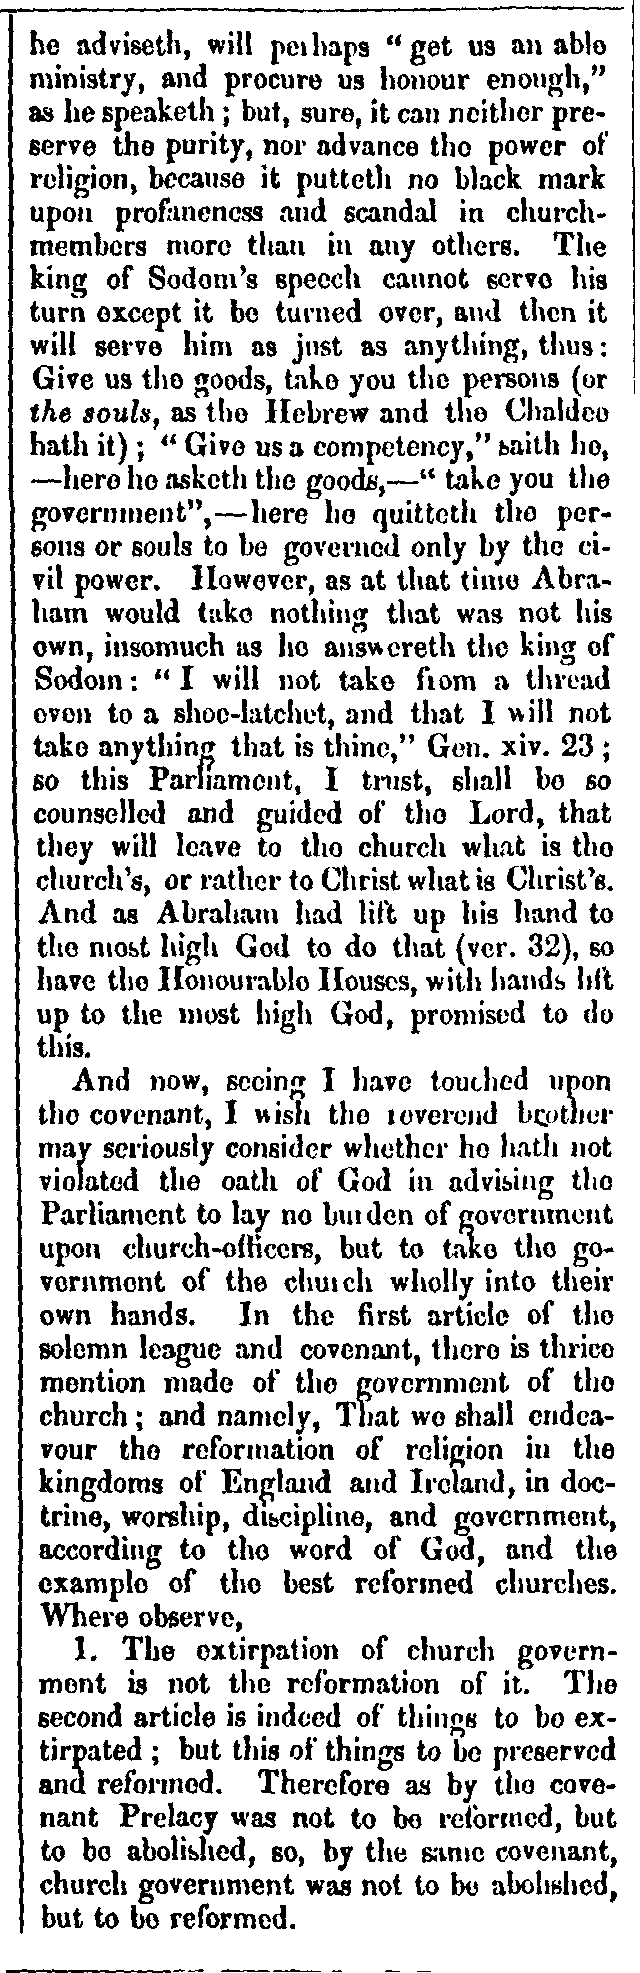 he adviseth, will perhaps “ get us an able
ministry, and procure us honour enough,”
as he speaketh ; but, sure, it can neither pre-
serve the purity, nor advance the power of
religion, because it putteth no black mark
upon profaneness and scandal in church-
members more than in any others. The
king of Sodom's speech cannot serve his
turn except it be turned over, and then it
will serve him as just as anything, thus:
Give us the goods, take you the persons (or
the souls, as the Hebrew and the Chaldee
hath it) ; “ Give us a competency,” saith he,
—here he asketh the goods,—“ take you the
government”,—here he quitteth the per-
sons or souls to be governed only by the ci-
vil power. However, as at that time Abra-
ham would take nothing that was not his
own, insomuch as he answereth the king of
Sodom: “ I will not take from a thread
even to a shoe-latchet, and that I will not
take anything that is thine,” Gen. xiv. 23 ;
so this Parliament, I trust, shall be so
counselled and guided of the Lord, that
they will leave to the church what is the
church's, or rather to Christ what is Christ's.
And as Abraham had lift up his hand to
the most high God to do that (ver. 32), so
have the Honourable Houses, with hands lift
up to the most high God, promised to do
this.
And now, seeing I have touched upon
the covenant, I wish the reverend brother
may seriously consider whether he hath not
violated the oath of God in advising the
Parliament to lay no burden of government
upon church-officers, but to take the go-
vernment of the church wholly into their
own hands. In the first article of the
solemn league and covenant, there is thrice
mention made of the government of the
church ; and namely, That we shall endea-
vour the reformation of religion in the
kingdoms of England and Ireland, in doc-
trine, worship, discipline, and government,
according to the word of God, and the
example of the best reformed churches.
Where observe,
1. The extirpation of church govern-
ment is not the reformation of it. The
second article is indeed of things to be ex-
tirpated ; but this of things to be preserved
and reformed. Therefore as by the cove-
nant Prelacy was not to be reformed, but
to be abolished, so, by the same covenant,
church government was not to be abolished,
but to be reformed.